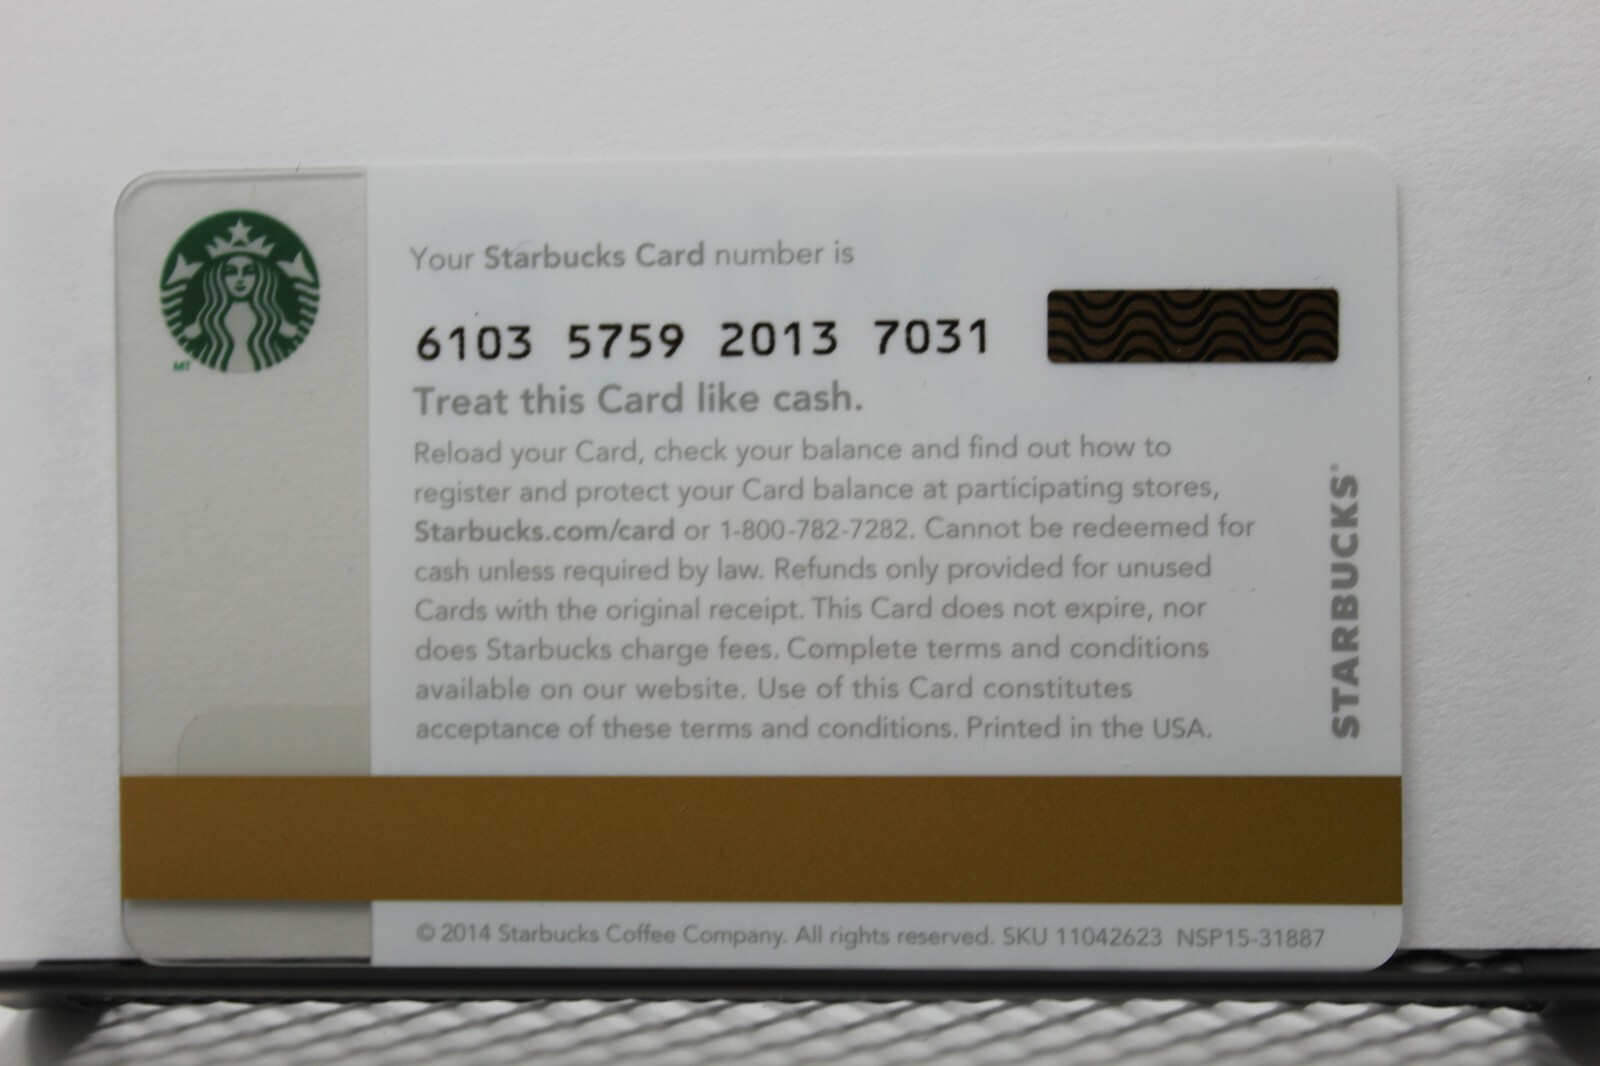 Your Starbucks Card number is
6103 5759 2013 7031
Treat this Card like cash.
Reload your Card, check your balance and find out how to
register and protect your Card balance at participating stores,
Starbucks.com/card or 1-800-782-7282. Cannot be redeemed for
cash unless required by law. Refunds only provided for unused
Cards with the original receipt. This Card does not expire, nor
does Starbucks charge fees. Complete terms and conditions
available on our website. Use of this Card constitutes
acceptance of these terms and conditions. Printed in the USA.
STARBUCKS®
© 2014 Starbucks Coffee Company. All rights reserved. SKU 11042623 NSP15-31887